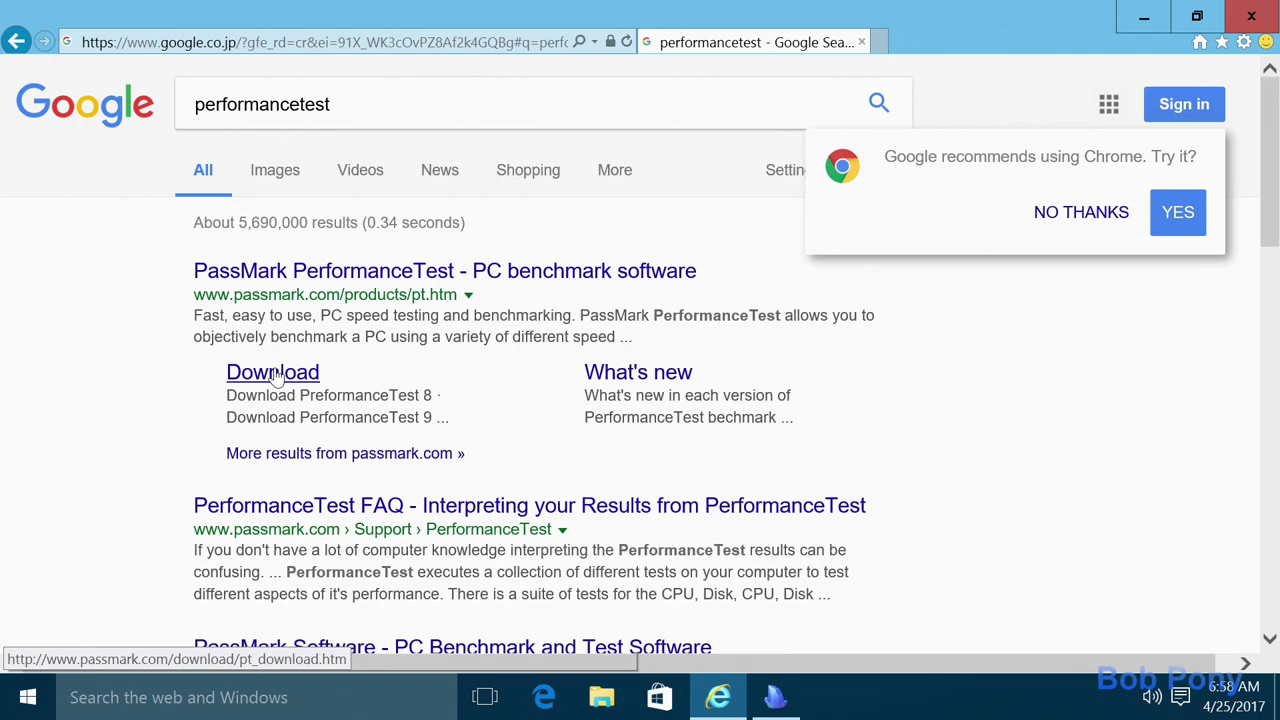 https://www.google.co.jp/?gfe_rd=cr&ei=91X_WK3cOvPZ8Af2k4GQBg#q=perf
performancetest - Google Sea...
Google
performancetest
Sign in
Google recommends using Chrome. Try it?
NO THANKS
YES
All
Images
Videos
News
Shopping
More
Settin
About 5,690,000 results (0.34 seconds)
PassMark PerformanceTest - PC benchmark software
www.passmark.com/products/pt.htm
Fast, easy to use, PC speed testing and benchmarking. PassMark PerformanceTest allows you to
objectively benchmark a PC using a variety of different speed ...
Download
Download PreformanceTest 8 ·
Download PerformanceTest 9 ...
What's new
What's new in each version of
PerformanceTest bechmark ...
More results from passmark.com »
PerformanceTest FAQ - Interpreting your Results from PerformanceTest
www.passmark.com › Support › PerformanceTest
If you don't have a lot of computer knowledge interpreting the PerformanceTest results can be
confusing. ... PerformanceTest executes a collection of different tests on your computer to test
different aspects of it's performance. There is a suite of tests for the CPU, Disk, CPU, Disk ...
PassMark Software - PC Benchmark and Test Software
http://www.passmark.com/download/pt_download.htm
Search the web and Windows
Bob Pony
6:58 AM
4/25/2017